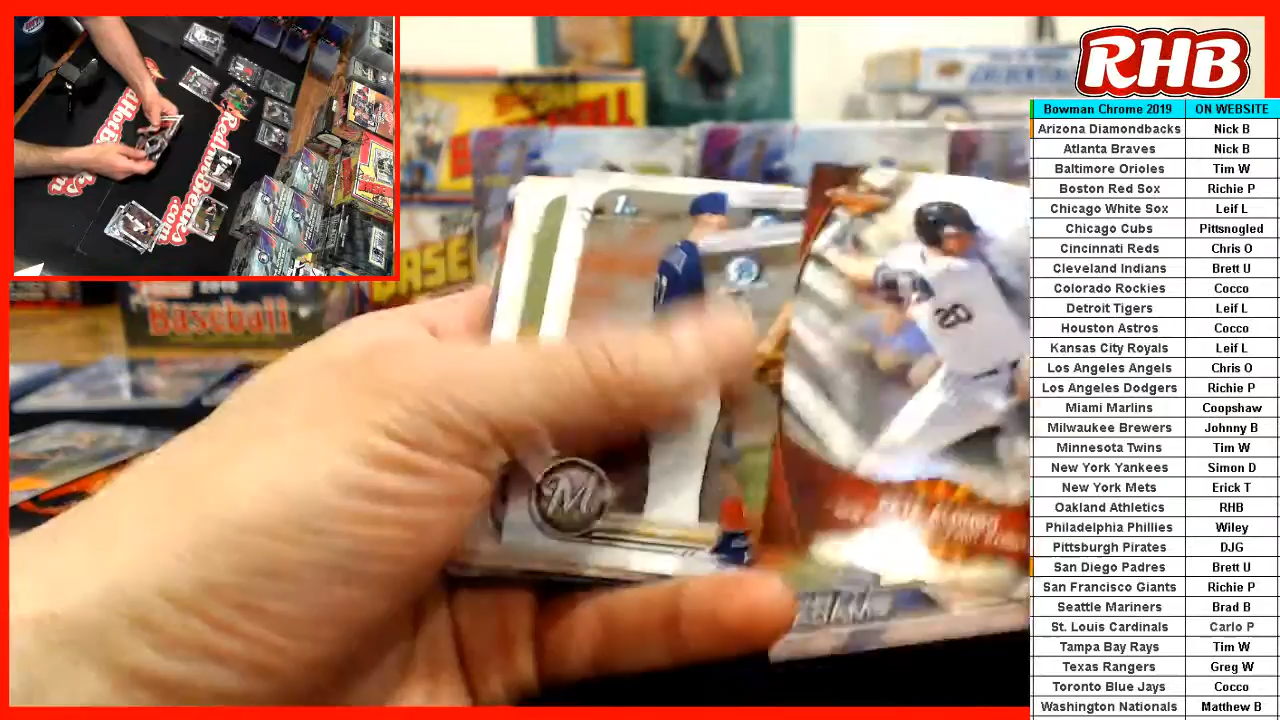 RHB
Bowman Chrome 2019 ON WEBSITE
Arizona Diamondbacks Nick B
Atlanta Braves Nick B
Baltimore Orioles Tim W
Boston Red Sox Richie P
Chicago White Sox Leif L
Chicago Cubs Pittsnogled
Cincinnati Reds Chris O
Cleveland Indians Brett U
Colorado Rockies Cocco
Detroit Tigers Leif L
Houston Astros Cocco
Kansas City Royals Leif L
Los Angeles Angels Chris O
Los Angeles Dodgers Richie P
Miami Marlins Coopshaw
Milwaukee Brewers Johnny B
Minnesota Twins Tim W
New York Yankees Simon D
New York Mets Erick T
Oakland Athletics RHB
Philadelphia Phillies Wiley
Pittsburgh Pirates DJG
San Diego Padres Brett U
San Francisco Giants Richie P
Seattle Mariners Brad B
St. Louis Cardinals Carlo P
Tampa Bay Rays Tim W
Texas Rangers Greg W
Toronto Blue Jays Cocco
Washington Nationals Matthew B
Baseball
BASE
1st
M
20
RedHotBreaks.com